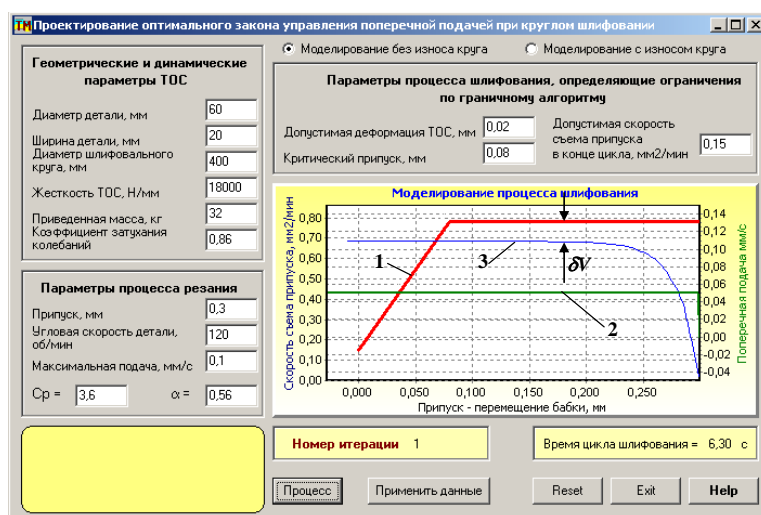 Проектирование оптимального закона управления поперечной подачей при круглом шлифовании
Геометрические и динамические
параметры ТОС
Диаметр детали, мм 60
Ширина детали, мм 20
Диаметр шлифовального
круга, мм 400
Жесткость ТОС, Н/мм 18000
Приведенная масса, кг 32
Коэффициент затухания
колебаний 0,86
Параметры процесса резания
Припуск, мм 0,3
Угловая скорость детали,
об/мин 120
Максимальная подача, мм/с 0,1
Cp = 3,6 α = 0,56
Моделирование без износа круга Моделирование с износом круга
Параметры процесса шлифования, определяющие ограничения
по граничному алгоритму
Допустимая деформация ТОС, мм 0,02
Критический припуск, мм 0,08
Допустимая скорость
съема припуска
в конце цикла, мм2/мин 0,15
Моделирование процесса шлифования
Скорость съема припуска, мм2/мин
0,80
0,70
0,60
0,50
0,40
0,30
0,20
0,10
0,00
0,14
0,12
0,10
0,08
0,06
0,04
0,02
0,00
-0,02
-0,04
Поперечная подача мм/с
1
3
δV
2
0,000 0,050 0,100 0,150 0,200 0,250
Припуск - перемещение бабки, мм
Номер итерации 1
Время цикла шлифования = 6,30 с
Процесс Применить данные Reset Exit Help